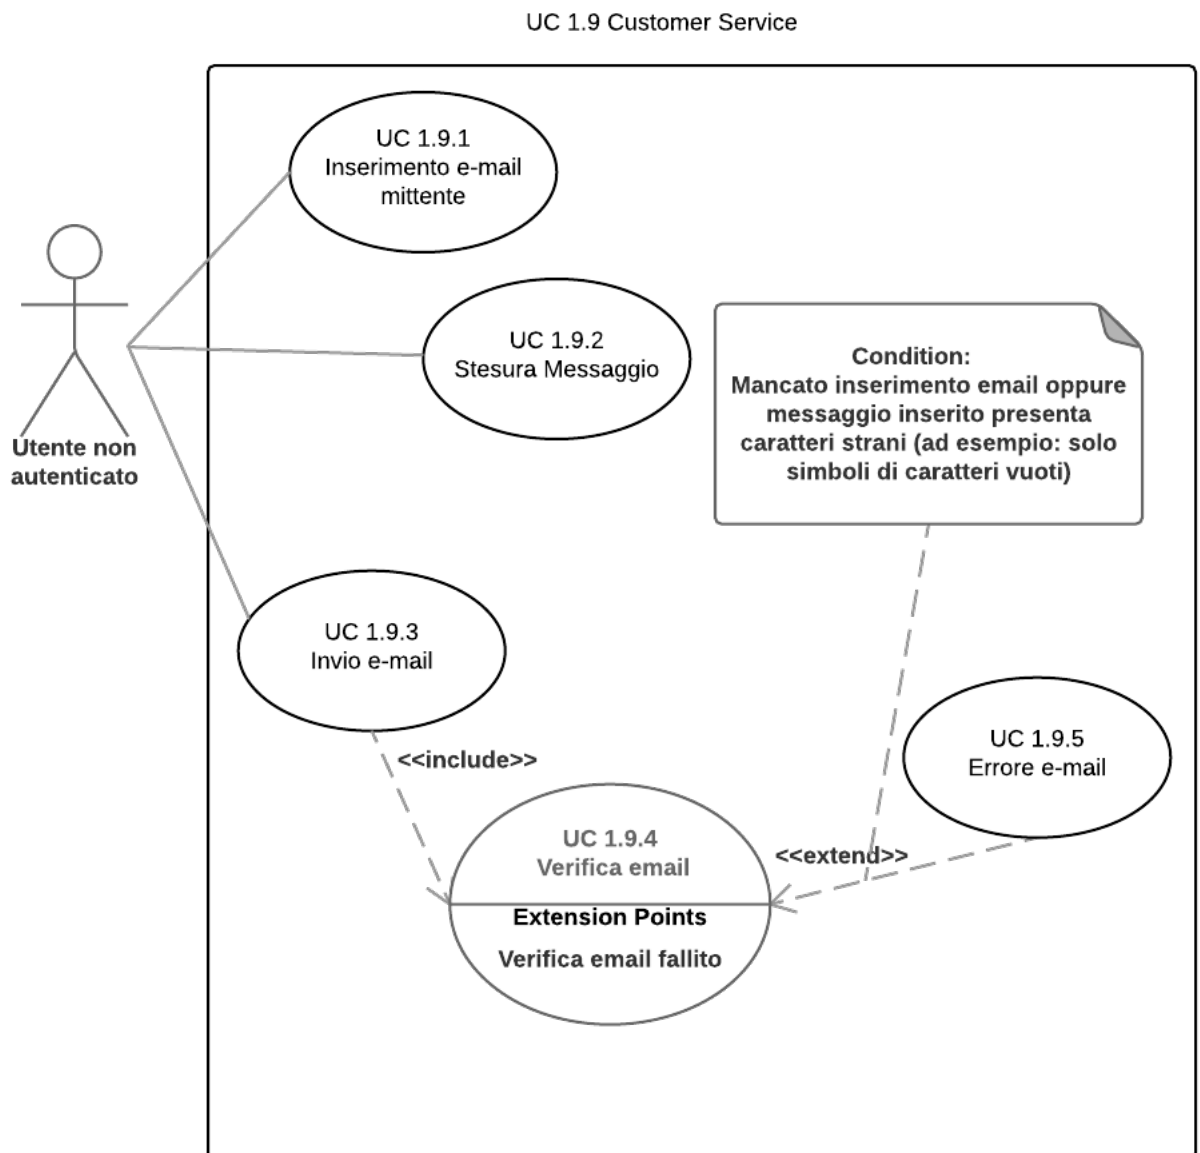 UC 1.9 Customer Service
UC 1.9.1
Inserimento e-mail
mittente
UC 1.9.2
Stesura Messaggio
Condition:
Mancato inserimento email oppure
messaggio inserito presenta
caratteri strani (ad esempio: solo
simboli di caratteri vuoti)
Utente non
autenticato
UC 1.9.3
Invio e-mail
<<include>>
UC 1.9.5
Errore e-mail
UC 1.9.4
Verifica email
<<extend>>
Extension Points
Verifica email fallito